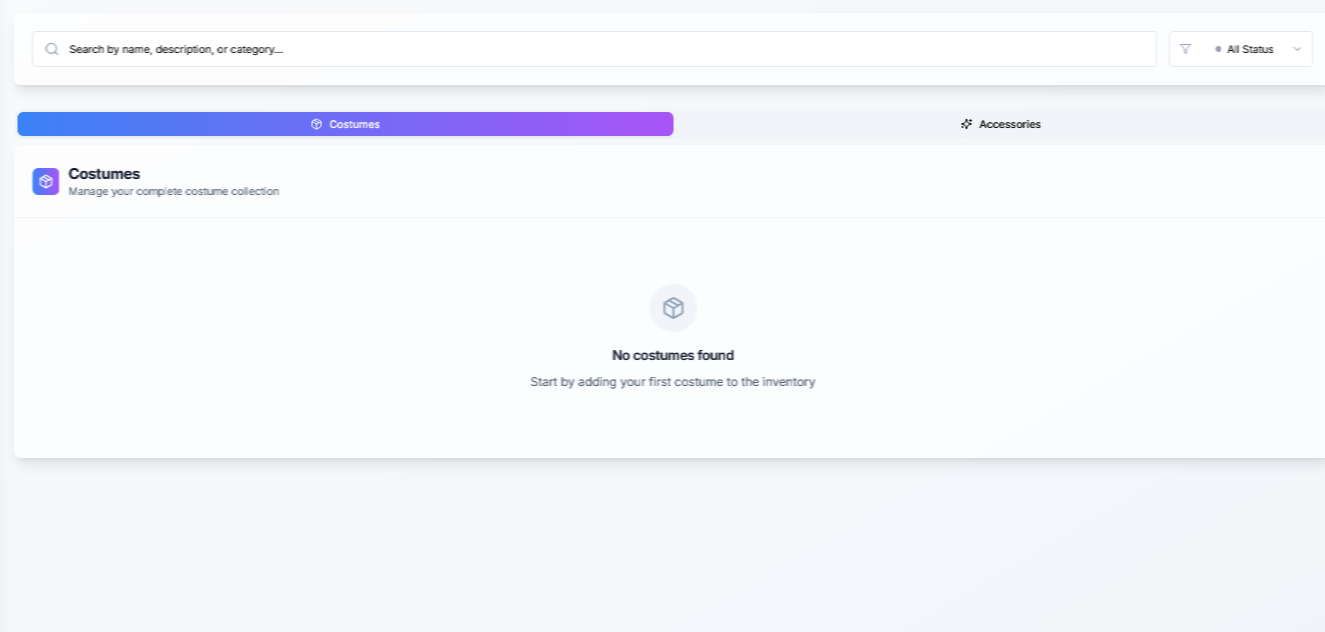 Search by name, description, or category...
All Status
Costumes
Accessories
Costumes
Manage your complete costume collection
No costumes found
Start by adding your first costume to the inventory